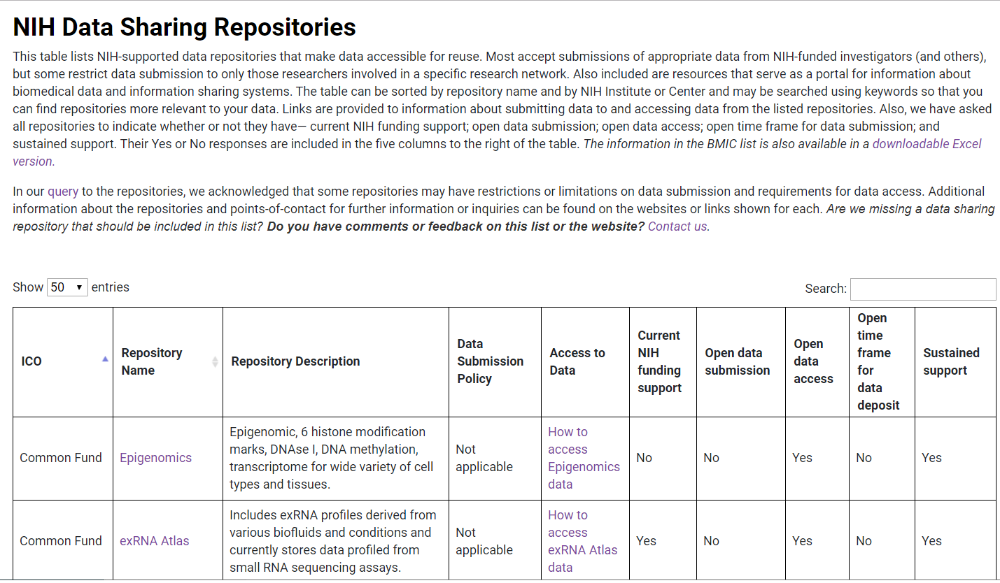 NIH Data Sharing Repositories
This table lists NIH-supported data repositories that make data accessible for reuse. Most accept submissions of appropriate data from NIH-funded investigators (and others),
but some restrict data submission to only those researchers involved in a specific research network. Also included are resources that serve as a portal for information about
biomedical data and information sharing systems. The table can be sorted by repository name and by NIH Institute or Center and may be searched using keywords so that you
can find repositories more relevant to your data. Links are provided to information about submitting data to and accessing data from the listed repositories. Also, we have asked
all repositories to indicate whether or not they have— current NIH funding support; open data submission; open data access; open time frame for data submission; and
sustained support. Their Yes or No responses are included in the five columns to the right of the table. The information in the BMIC list is also available in a downloadable Excel
version.
In our query to the repositories, we acknowledged that some repositories may have restrictions or limitations on data submission and requirements for data access. Additional
information about the repositories and points-of-contact for further information or inquiries can be found on the websites or links shown for each. Are we missing a data sharing
repository that should be included in this list? Do you have comments or feedback on this list or the website? Contact us.
Show 50 entries
Search:
ICO
Repository
Name
Repository Description
Data
Submission
Policy
Access to
Data
Current
NIH
funding
support
Open data
submission
Open
data
access
Open
time
frame
for
data
deposit
Sustained
support
Common Fund
Epigenomics
Epigenomic, 6 histone modification
marks, DNAse I, DNA methylation,
transcriptome for wide variety of cell
types and tissues.
Not
applicable
How to
access
Epigenomics
data
No
No
Yes
No
Yes
Common Fund
exRNA Atlas
Includes exRNA profiles derived from
various biofluids and conditions and
currently stores data profiled from
small RNA sequencing assays.
Not
applicable
How to
access
exRNA Atlas
data
Yes
No
Yes
No
Yes